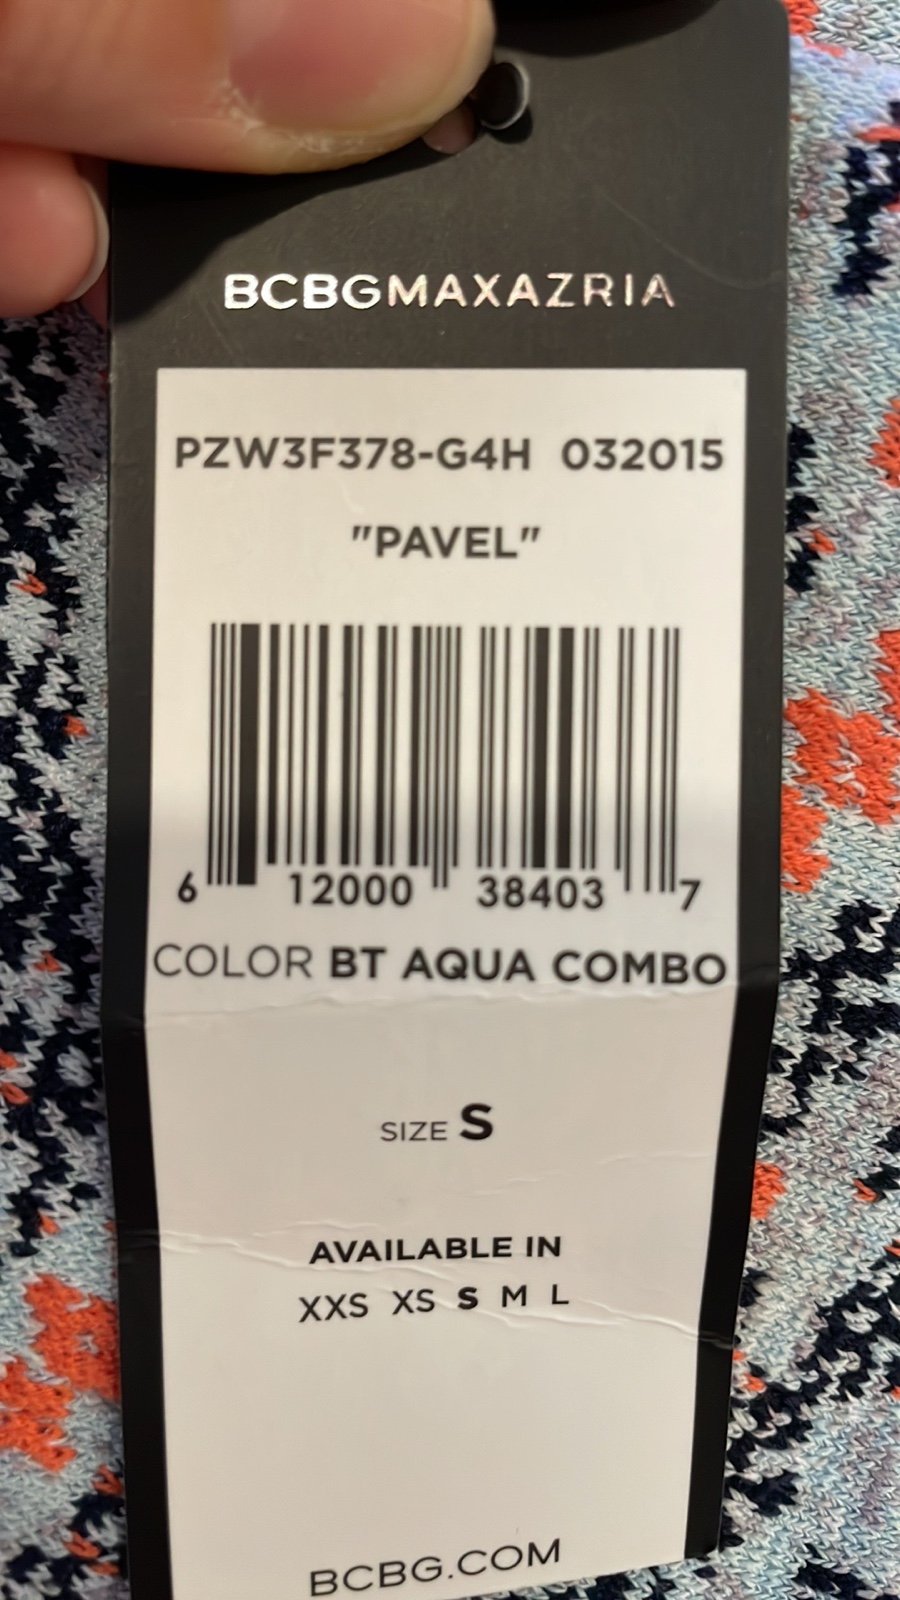 BCBGMAXAZRIA
PZW3F378-G4H 032015
"PAVEL"
6 12000 38403 7
COLOR BT AQUA COMBO
SIZE S
AVAILABLE IN
XXS XS S M L
BCBG.COM